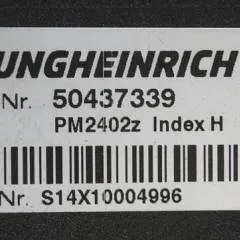 UNGHEINRICH
Nr. 50437339
PM2402z Index H
Nr. S14X10004996